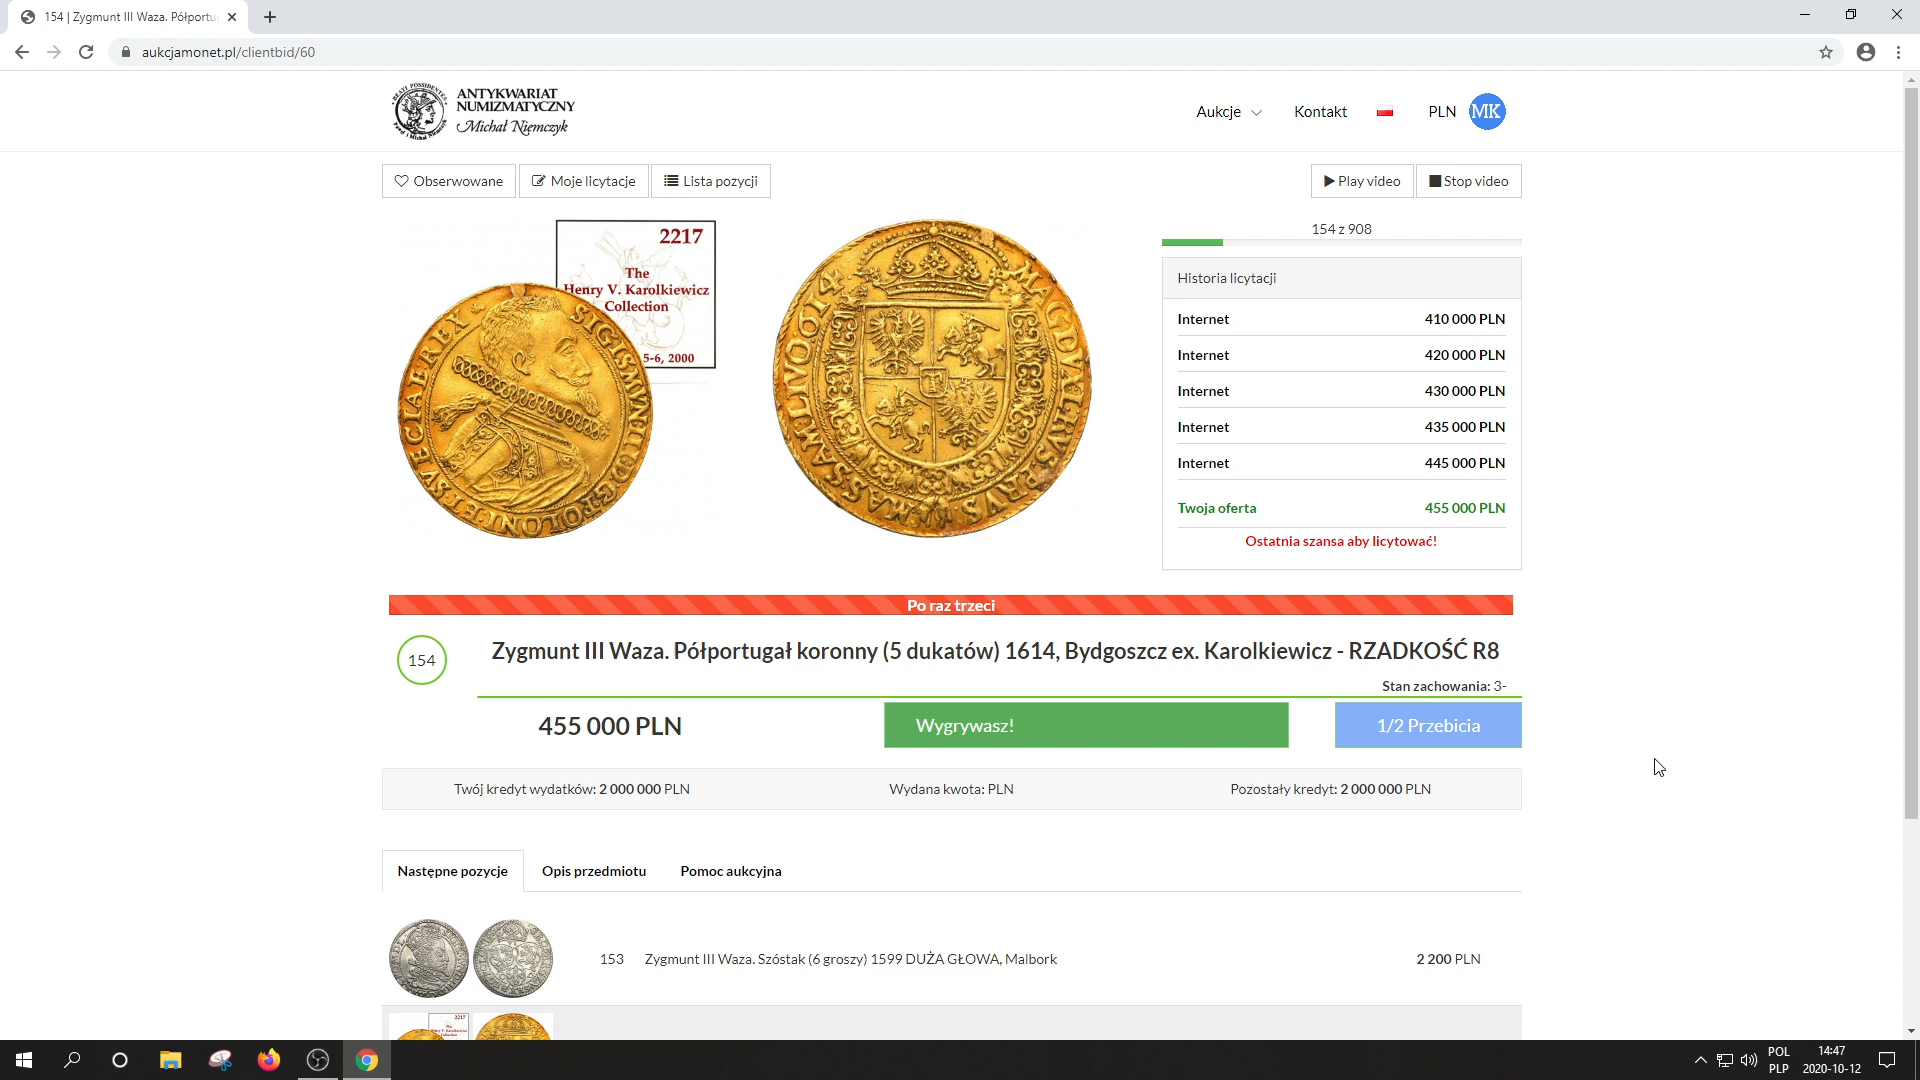 154 | Zygmunt III Waza. Półportu
aukcjamonet.pl/clientbid/60
ANTYKWARIAT
NUMIZMATYCZNY
Michał Niemczyk
Aukcje
Kontakt
PLN
MK
Obserwowane
Moje licytacje
Lista pozycji
Play video
Stop video
2217
The
Henry V. Karolkiewicz
Collection
5-6, 2000
154 z 908
Historia licytacji
Internet 410 000 PLN
Internet 420 000 PLN
Internet 430 000 PLN
Internet 435 000 PLN
Internet 445 000 PLN
Twoja oferta 455 000 PLN
Ostatnia szansa aby licytować!
Po raz trzeci
154
Zygmunt III Waza. Półportugał koronny (5 dukatów) 1614, Bydgoszcz ex. Karolkiewicz - RZADKOŚĆ R8
Stan zachowania: 3-
455 000 PLN
Wygrywasz!
1/2 Przebicia
Twój kredyt wydatków: 2 000 000 PLN
Wydana kwota: PLN
Pozostały kredyt: 2 000 000 PLN
Następne pozycje
Opis przedmiotu
Pomoc aukcyjna
153 Zygmunt III Waza. Szóstak (6 groszy) 1599 DUŻA GŁOWA, Malbork 2 200 PLN
2217
POL
PLP
14:47
2020-10-12